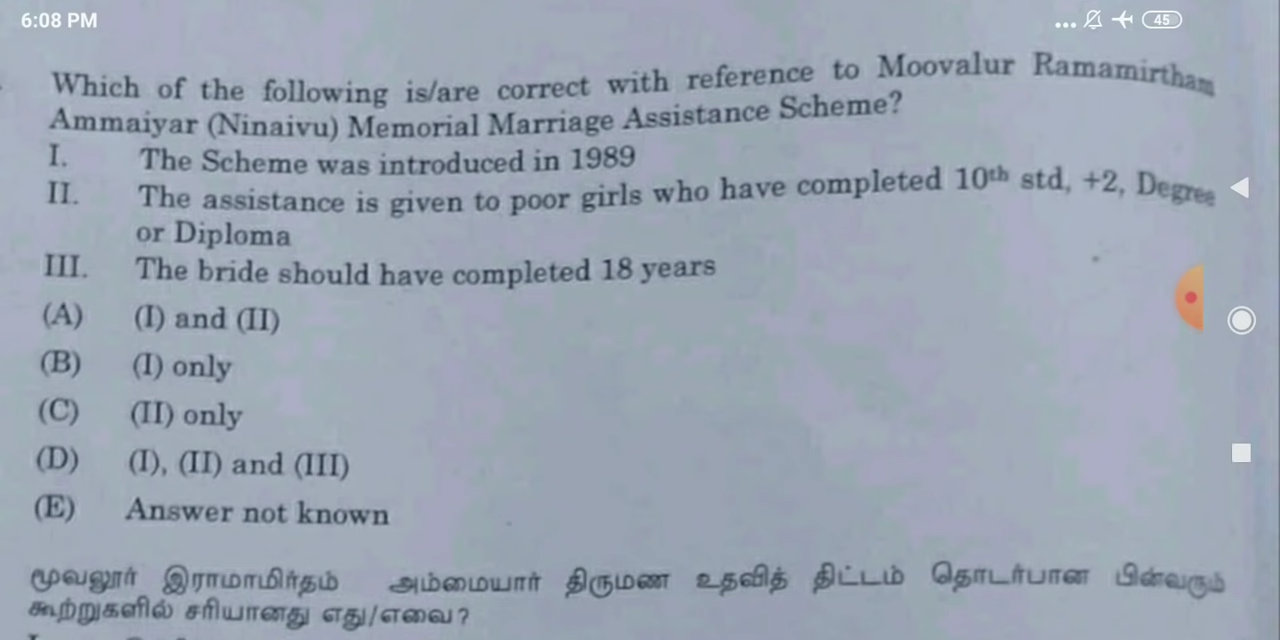 6:08 PM
... 45
Which of the following is/are correct with reference to Moovalur Ramamirtham
Ammaiyar (Ninaivu) Memorial Marriage Assistance Scheme?
I. The Scheme was introduced in 1989
II. The assistance is given to poor girls who have completed 10th std, +2, Degree
or Diploma
III. The bride should have completed 18 years
(A) (I) and (II)
(B) (I) only
(C) (II) only
(D) (I), (II) and (III)
(E) Answer not known
மூவலூர் இராமாமிர்தம் அம்மையார் திருமண உதவித் திட்டம் தொடர்பான பின்வரும்
கூற்றுகளில் சரியானது எது/எவை?